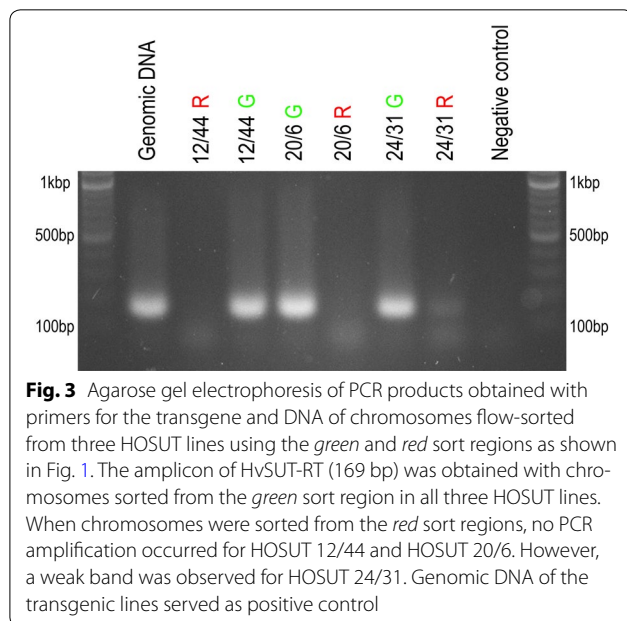 Genomic DNA
12/44 R
12/44 G
20/6 G
20/6 R
24/31 G
24/31 R
Negative control
1kbp
1kbp
500bp
500bp
100bp
100bp
Fig. 3 Agarose gel electrophoresis of PCR products obtained with
primers for the transgene and DNA of chromosomes flow-sorted
from three HOSUT lines using the green and red sort regions as shown
in Fig. 1. The amplicon of HvSUT-RT (169 bp) was obtained with chro-
mosomes sorted from the green sort region in all three HOSUT lines.
When chromosomes were sorted from the red sort regions, no PCR
amplification occurred for HOSUT 12/44 and HOSUT 20/6. However,
a weak band was observed for HOSUT 24/31. Genomic DNA of the
transgenic lines served as positive control